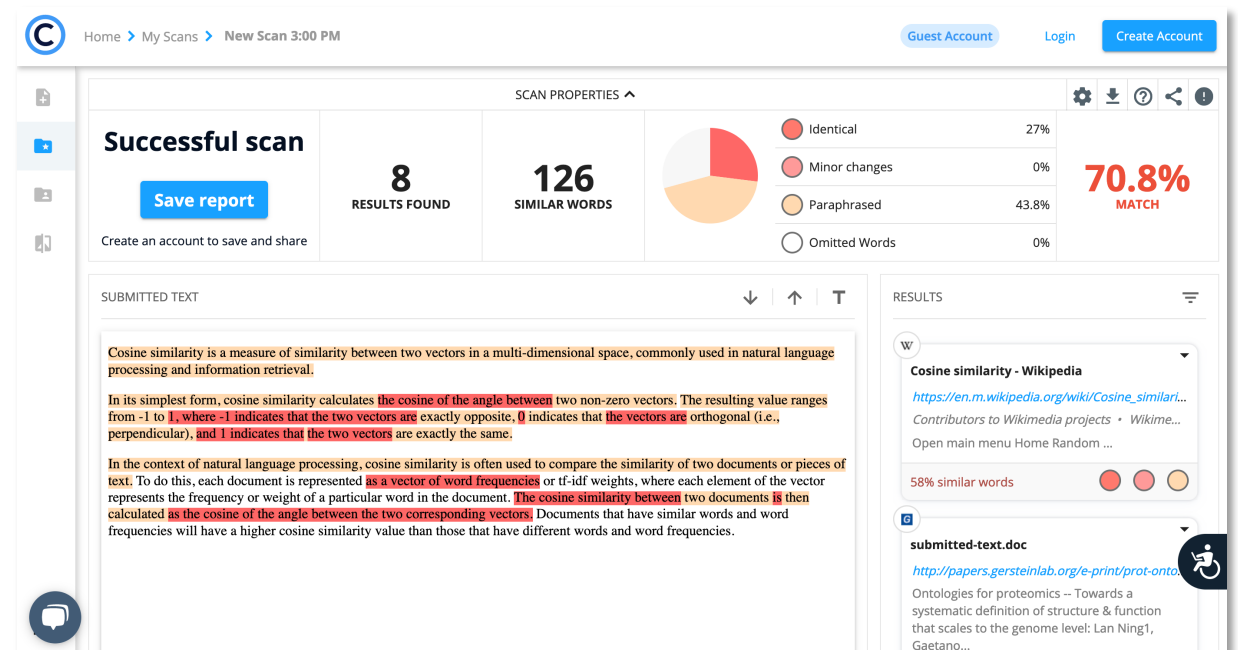 C
Home > My Scans > New Scan 3:00 PM
Guest Account
Login
Create Account
SCAN PROPERTIES
Successful scan
Save report
Create an account to save and share
8
RESULTS FOUND
126
SIMILAR WORDS
Identical 27%
Minor changes 0%
Paraphrased 43.8%
Omitted Words 0%
70.8%
MATCH
SUBMITTED TEXT
T
Cosine similarity is a measure of similarity between two vectors in a multi-dimensional space, commonly used in natural language
processing and information retrieval.
In its simplest form, cosine similarity calculates the cosine of the angle between two non-zero vectors. The resulting value ranges
from -1 to 1, where -1 indicates that the two vectors are exactly opposite, 0 indicates that the vectors are orthogonal (i.e.,
perpendicular), and 1 indicates that the two vectors are exactly the same.
In the context of natural language processing, cosine similarity is often used to compare the similarity of two documents or pieces of
text. To do this, each document is represented as a vector of word frequencies or tf-idf weights, where each element of the vector
represents the frequency or weight of a particular word in the document. The cosine similarity between two documents is then
calculated as the cosine of the angle between the two corresponding vectors. Documents that have similar words and word
frequencies will have a higher cosine similarity value than those that have different words and word frequencies.
RESULTS
W
Cosine similarity - Wikipedia
https://en.m.wikipedia.org/wiki/Cosine_similari...
Contributors to Wikimedia projects • Wikime...
Open main menu Home Random ...
58% similar words
G
submitted-text.doc
http://papers.gersteinlab.org/e-print/prot-onto.
Ontologies for proteomics -- Towards a
systematic definition of structure & function
that scales to the genome level: Lan Ning1,
Gaetano...